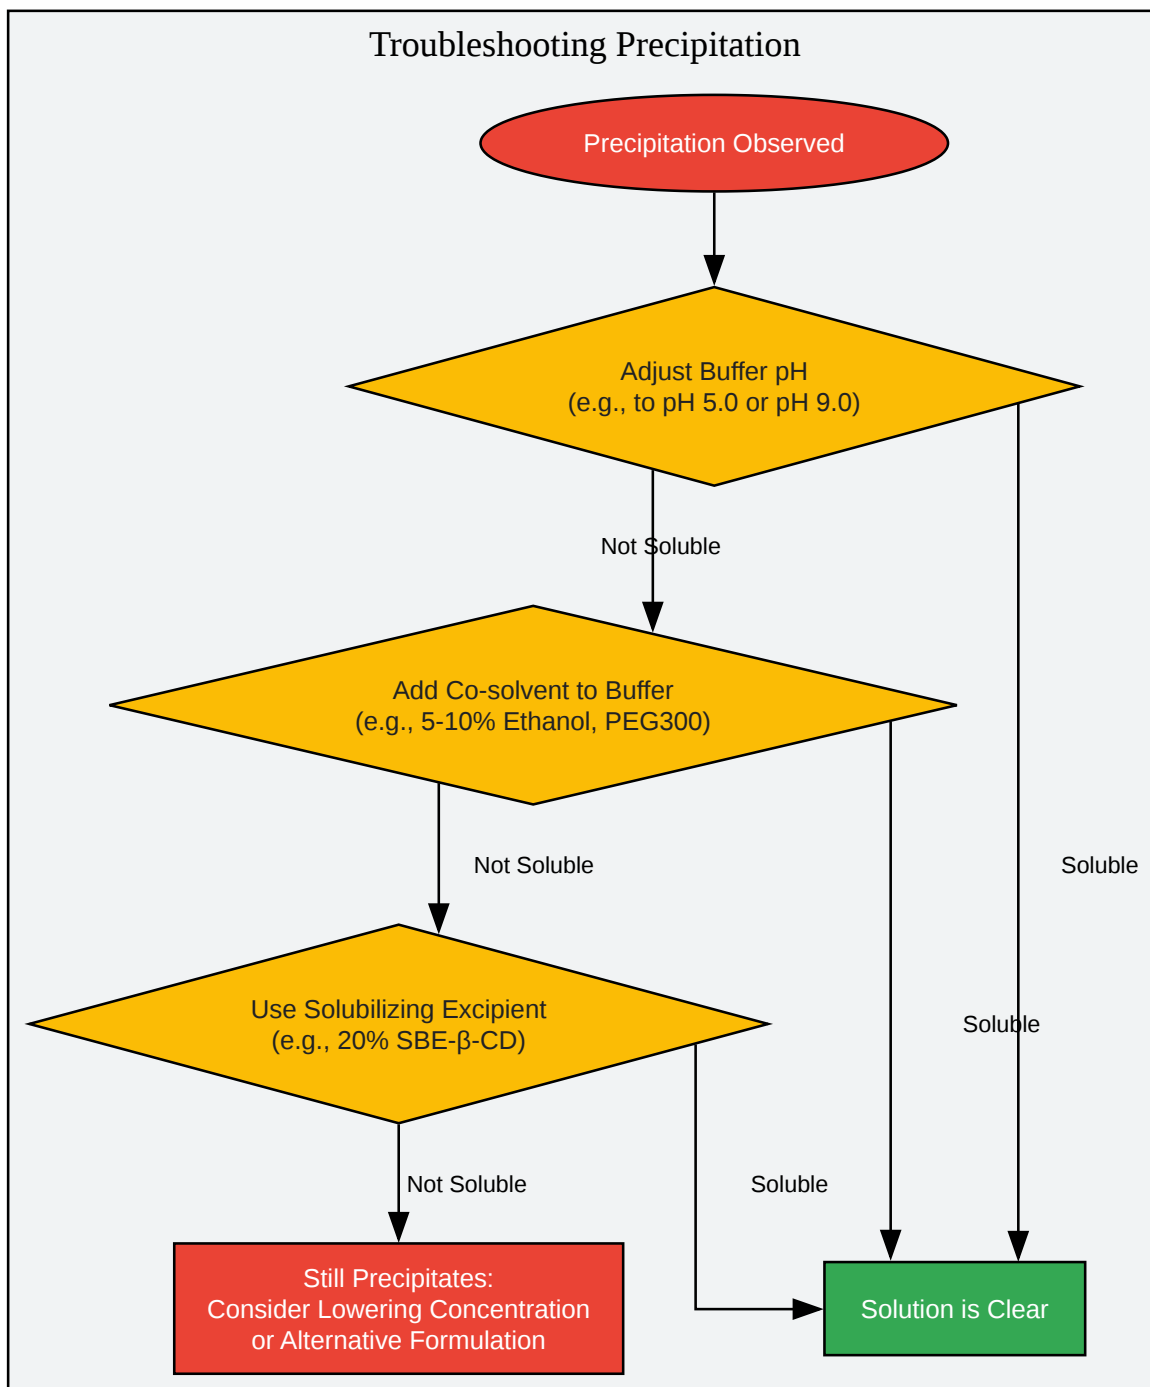 Troubleshooting Precipitation
Precipitation Observed
Adjust Buffer pH
(e.g., to pH 5.0 or pH 9.0)
Not Soluble
Add Co-solvent to Buffer
(e.g., 5-10% Ethanol, PEG300)
Not Soluble
Soluble
Use Solubilizing Excipient
(e.g., 20% SBE-β-CD)
Soluble
Not Soluble
Soluble
Still Precipitates:
Consider Lowering Concentration
or Alternative Formulation
Solution is Clear